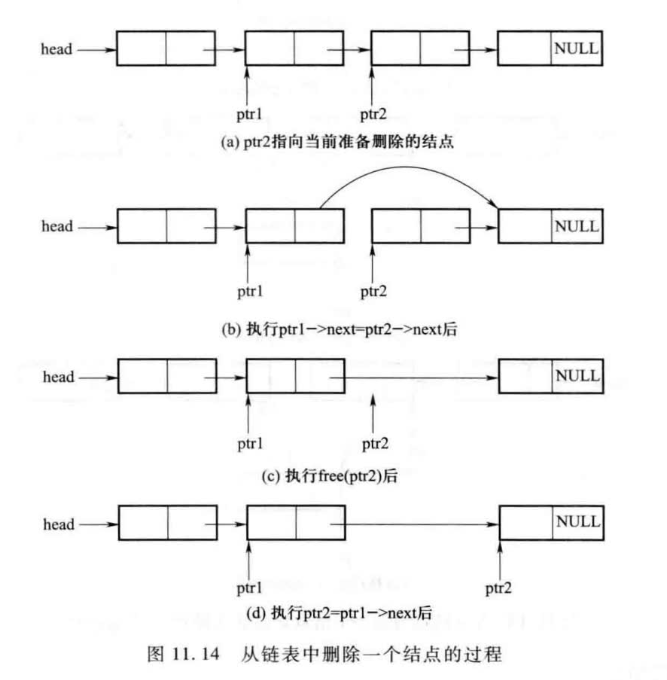 head NULL
ptr1 ptr2
(a) ptr2指向当前准备删除的结点
head NULL
ptr1 ptr2
(b) 执行ptr1—>next=ptr2—>next后
head NULL
ptr1 ptr2
(c) 执行free(ptr2)后
head NULL
ptr1 ptr2
(d) 执行ptr2=ptr1—>next后
图 11.14 从链表中删除一个结点的过程